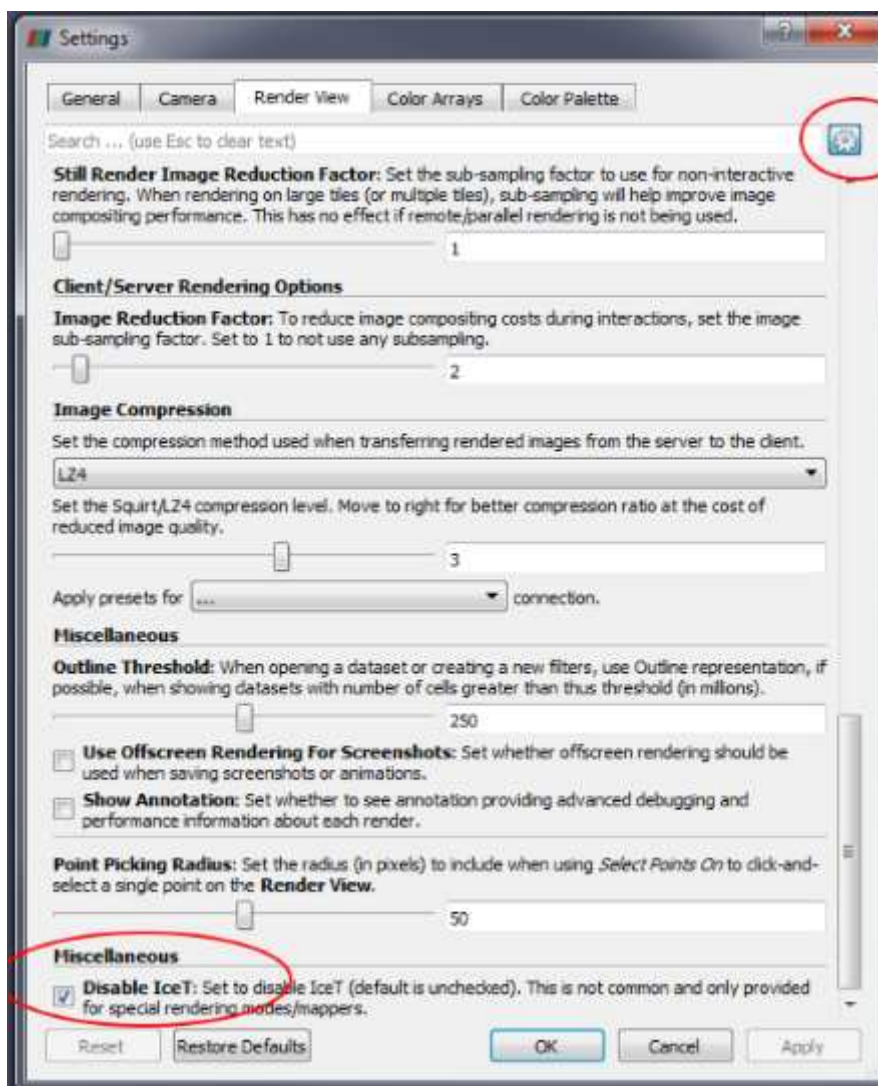 Settings
General Camera Render View Color Arrays Color Palette
Search ... (use Esc to clear text)
Still Render Image Reduction Factor: Set the sub-sampling factor to use for non-interactive
rendering. When rendering on large tiles (or multiple tiles), sub-sampling will help improve image
compositing performance. This has no effect if remote/parallel rendering is not being used.
1
Client/Server Rendering Options
Image Reduction Factor: To reduce image compositing costs during interactions, set the image
sub-sampling factor. Set to 1 to not use any subsampling.
2
Image Compression
Set the compression method used when transferring rendered images from the server to the client.
LZ4
Set the Squirt/LZ4 compression level. Move to right for better compression ratio at the cost of
reduced image quality.
3
Apply presets for ... connection.
Miscellaneous
Outline Threshold: When opening a dataset or creating a new filters, use Outline representation, if
possible, when showing datasets with number of cells greater than thus threshold (in millions).
250
Use Offscreen Rendering For Screenshots: Set whether offscreen rendering should be
used when saving screenshots or animations.
Show Annotation: Set whether to see annotation providing advanced debugging and
performance information about each render.
Point Picking Radius: Set the radius (in pixels) to include when using Select Points On to click-and-
select a single point on the Render View.
50
Miscellaneous
Disable IceT: Set to disable IceT (default is unchecked). This is not common and only provided
for special rendering modes/mappers.
Reset Restore Defaults OK Cancel Apply